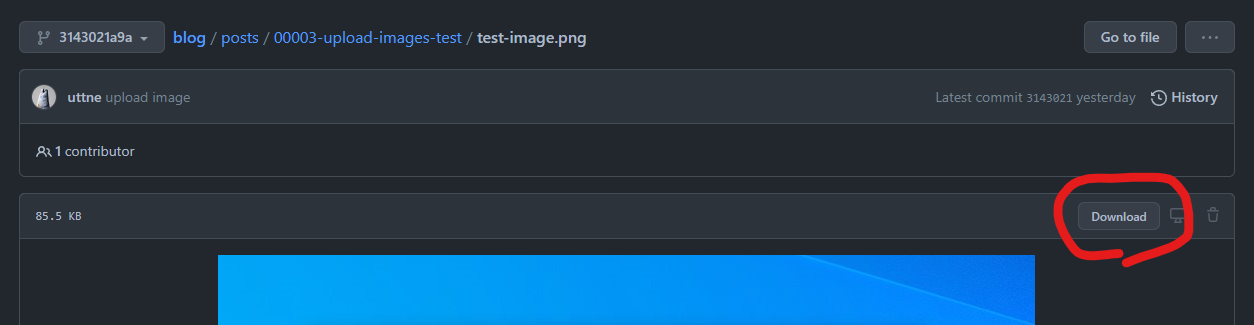 3143021a9a blog / posts / 00003-upload-images-test / test-image.png Go to file ...
uttne upload image Latest commit 3143021 yesterday History
1 contributor
85.5 KB Download